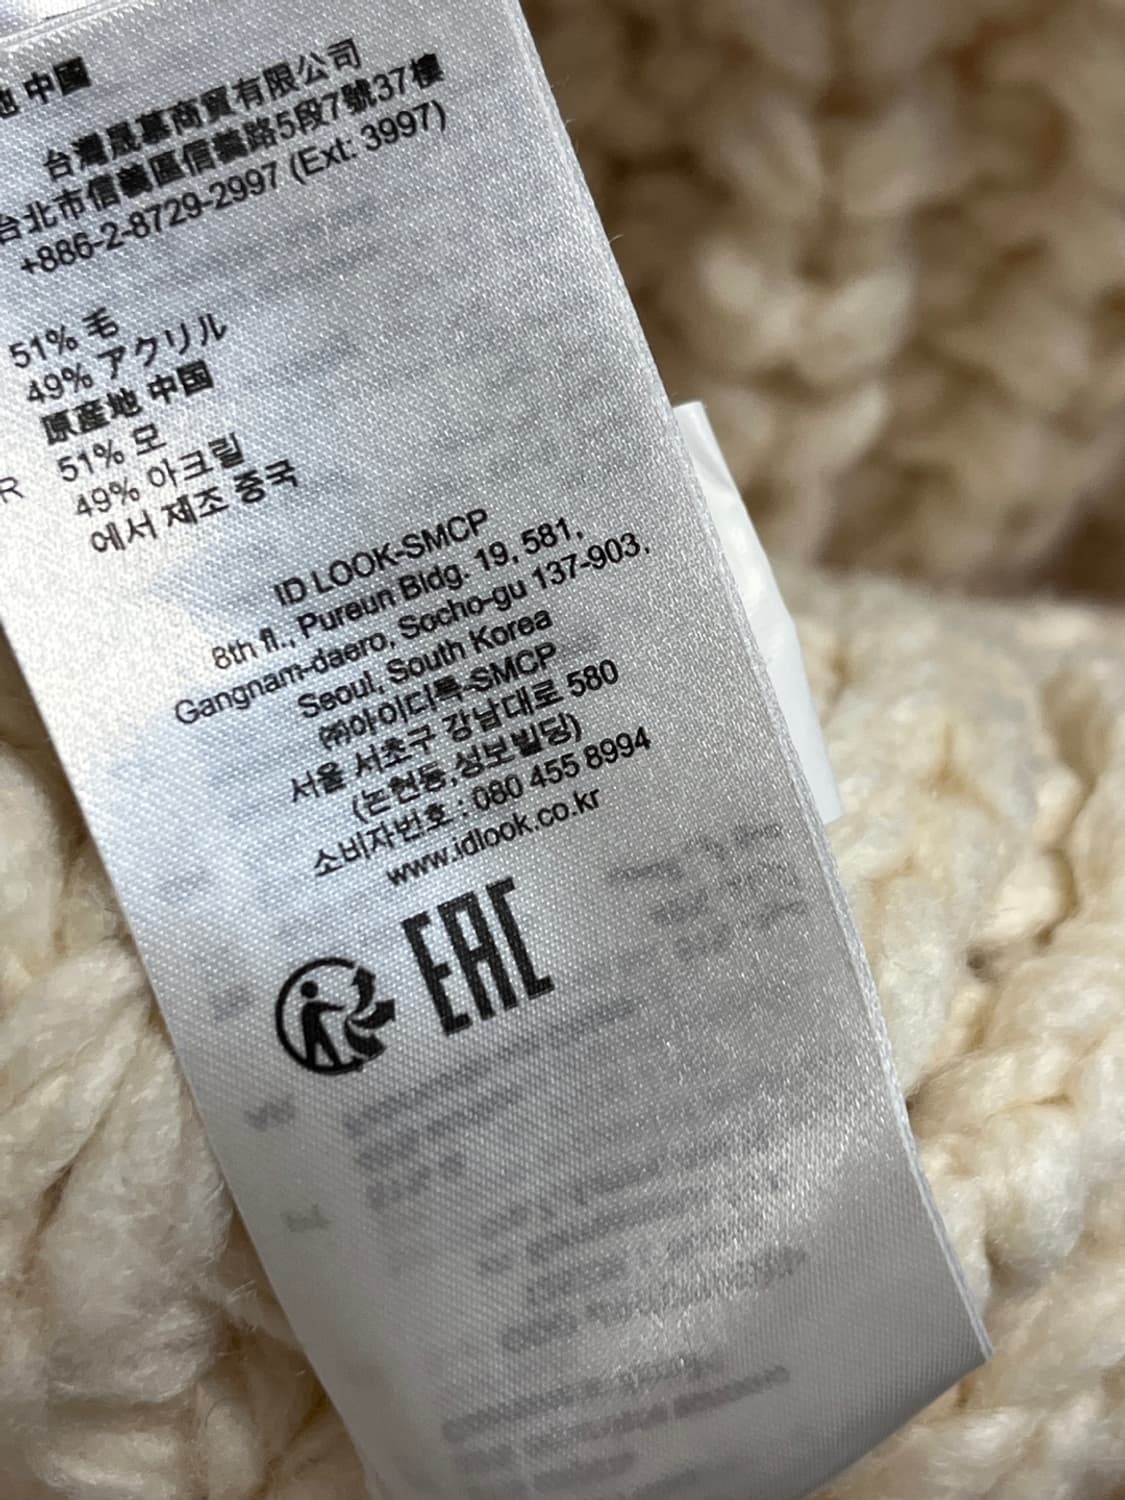 地 中國
台灣晟慕商貿有限公司
台北市信義區信義路5段7號37樓
+886-2-8729-2997 (Ext: 3997)
51% 毛
49% アクリル
原産地 中国
R
51% 모
49% 아크릴
에서 제조 중국
ID LOOK-SMCP
8th fl., Pureun Bldg. 19, 581,
Gangnam-daero, Socho-gu 137-903,
Seoul, South Korea
㈜아이디룩-SMCP
서울 서초구 강남대로 580
(논현동,성보빌딩)
소비자번호 : 080 455 8994
www.idlook.co.kr
EAC